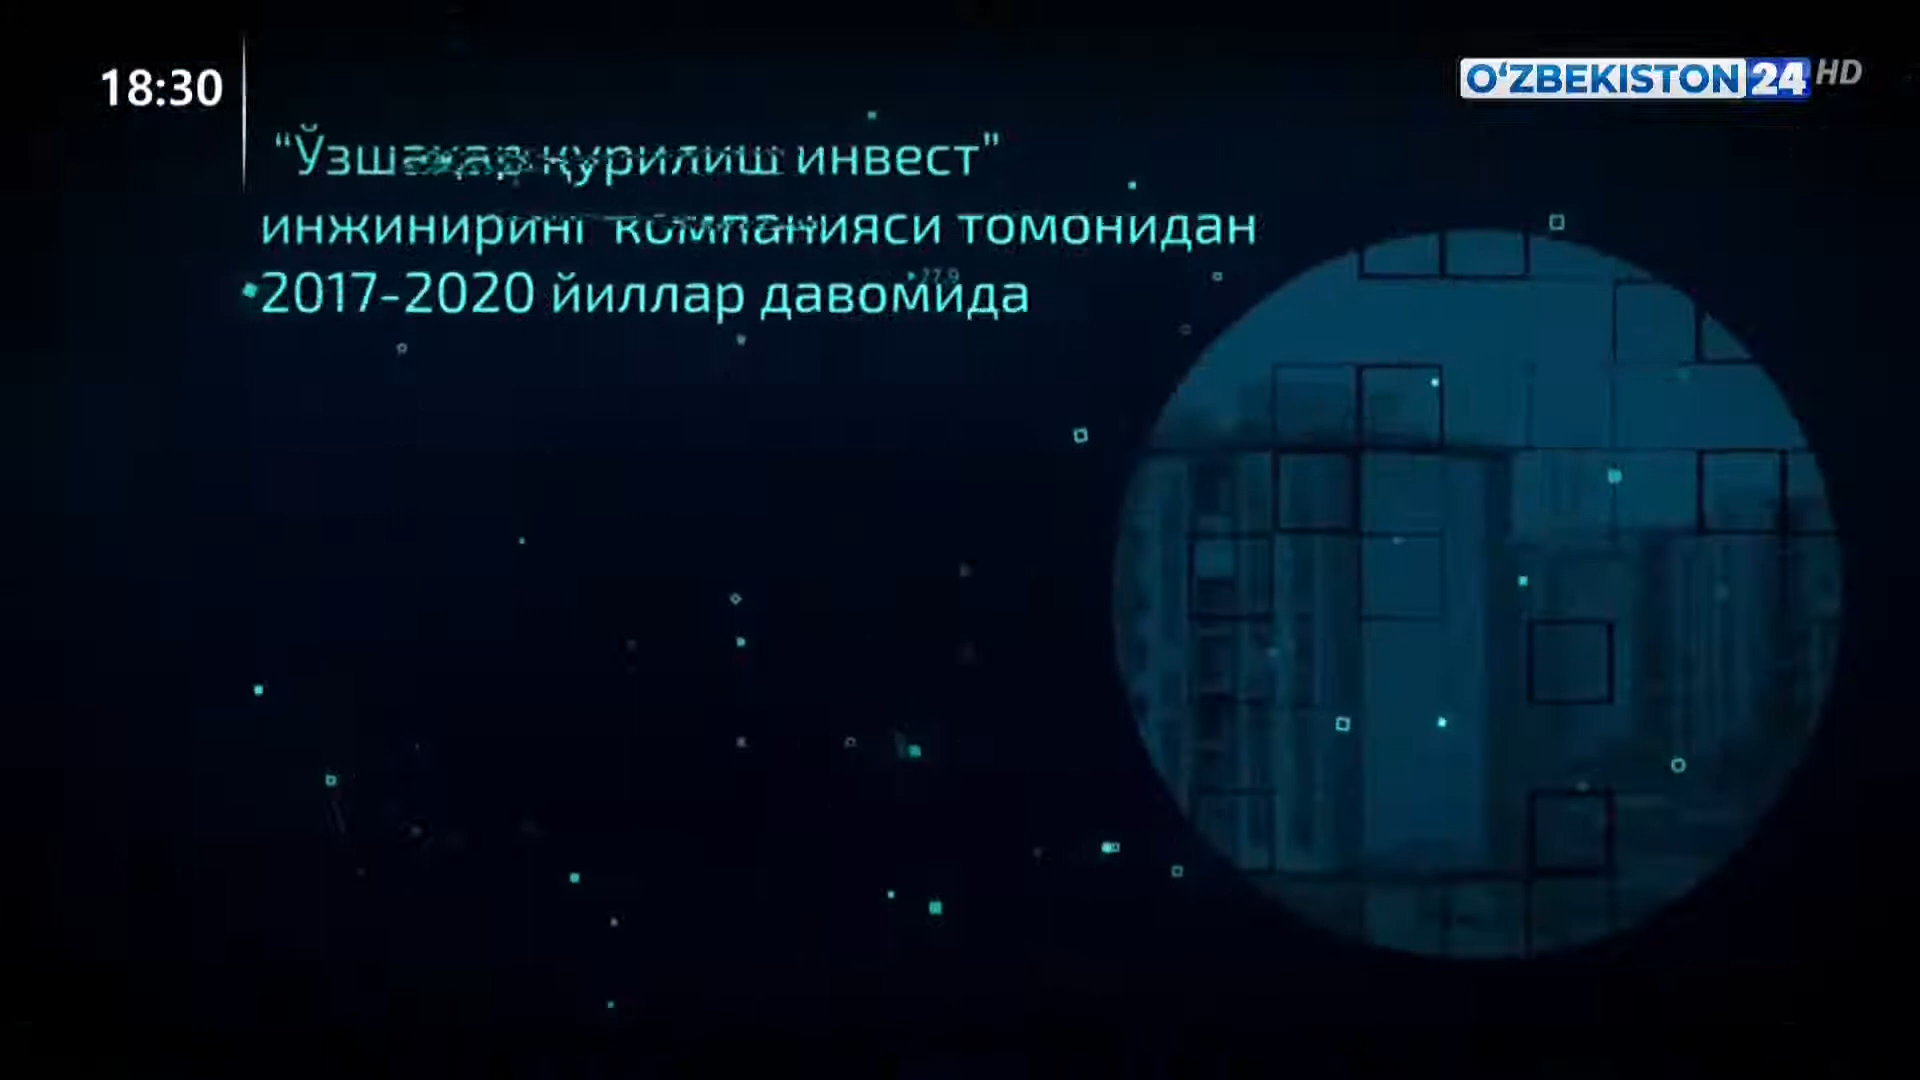 18:30
O‘ZBEKISTON 24 HD
“Ўзшаҳар қурилиш инвест”
инжиниринг компанияси томонидан
2017-2020 йиллар давомида